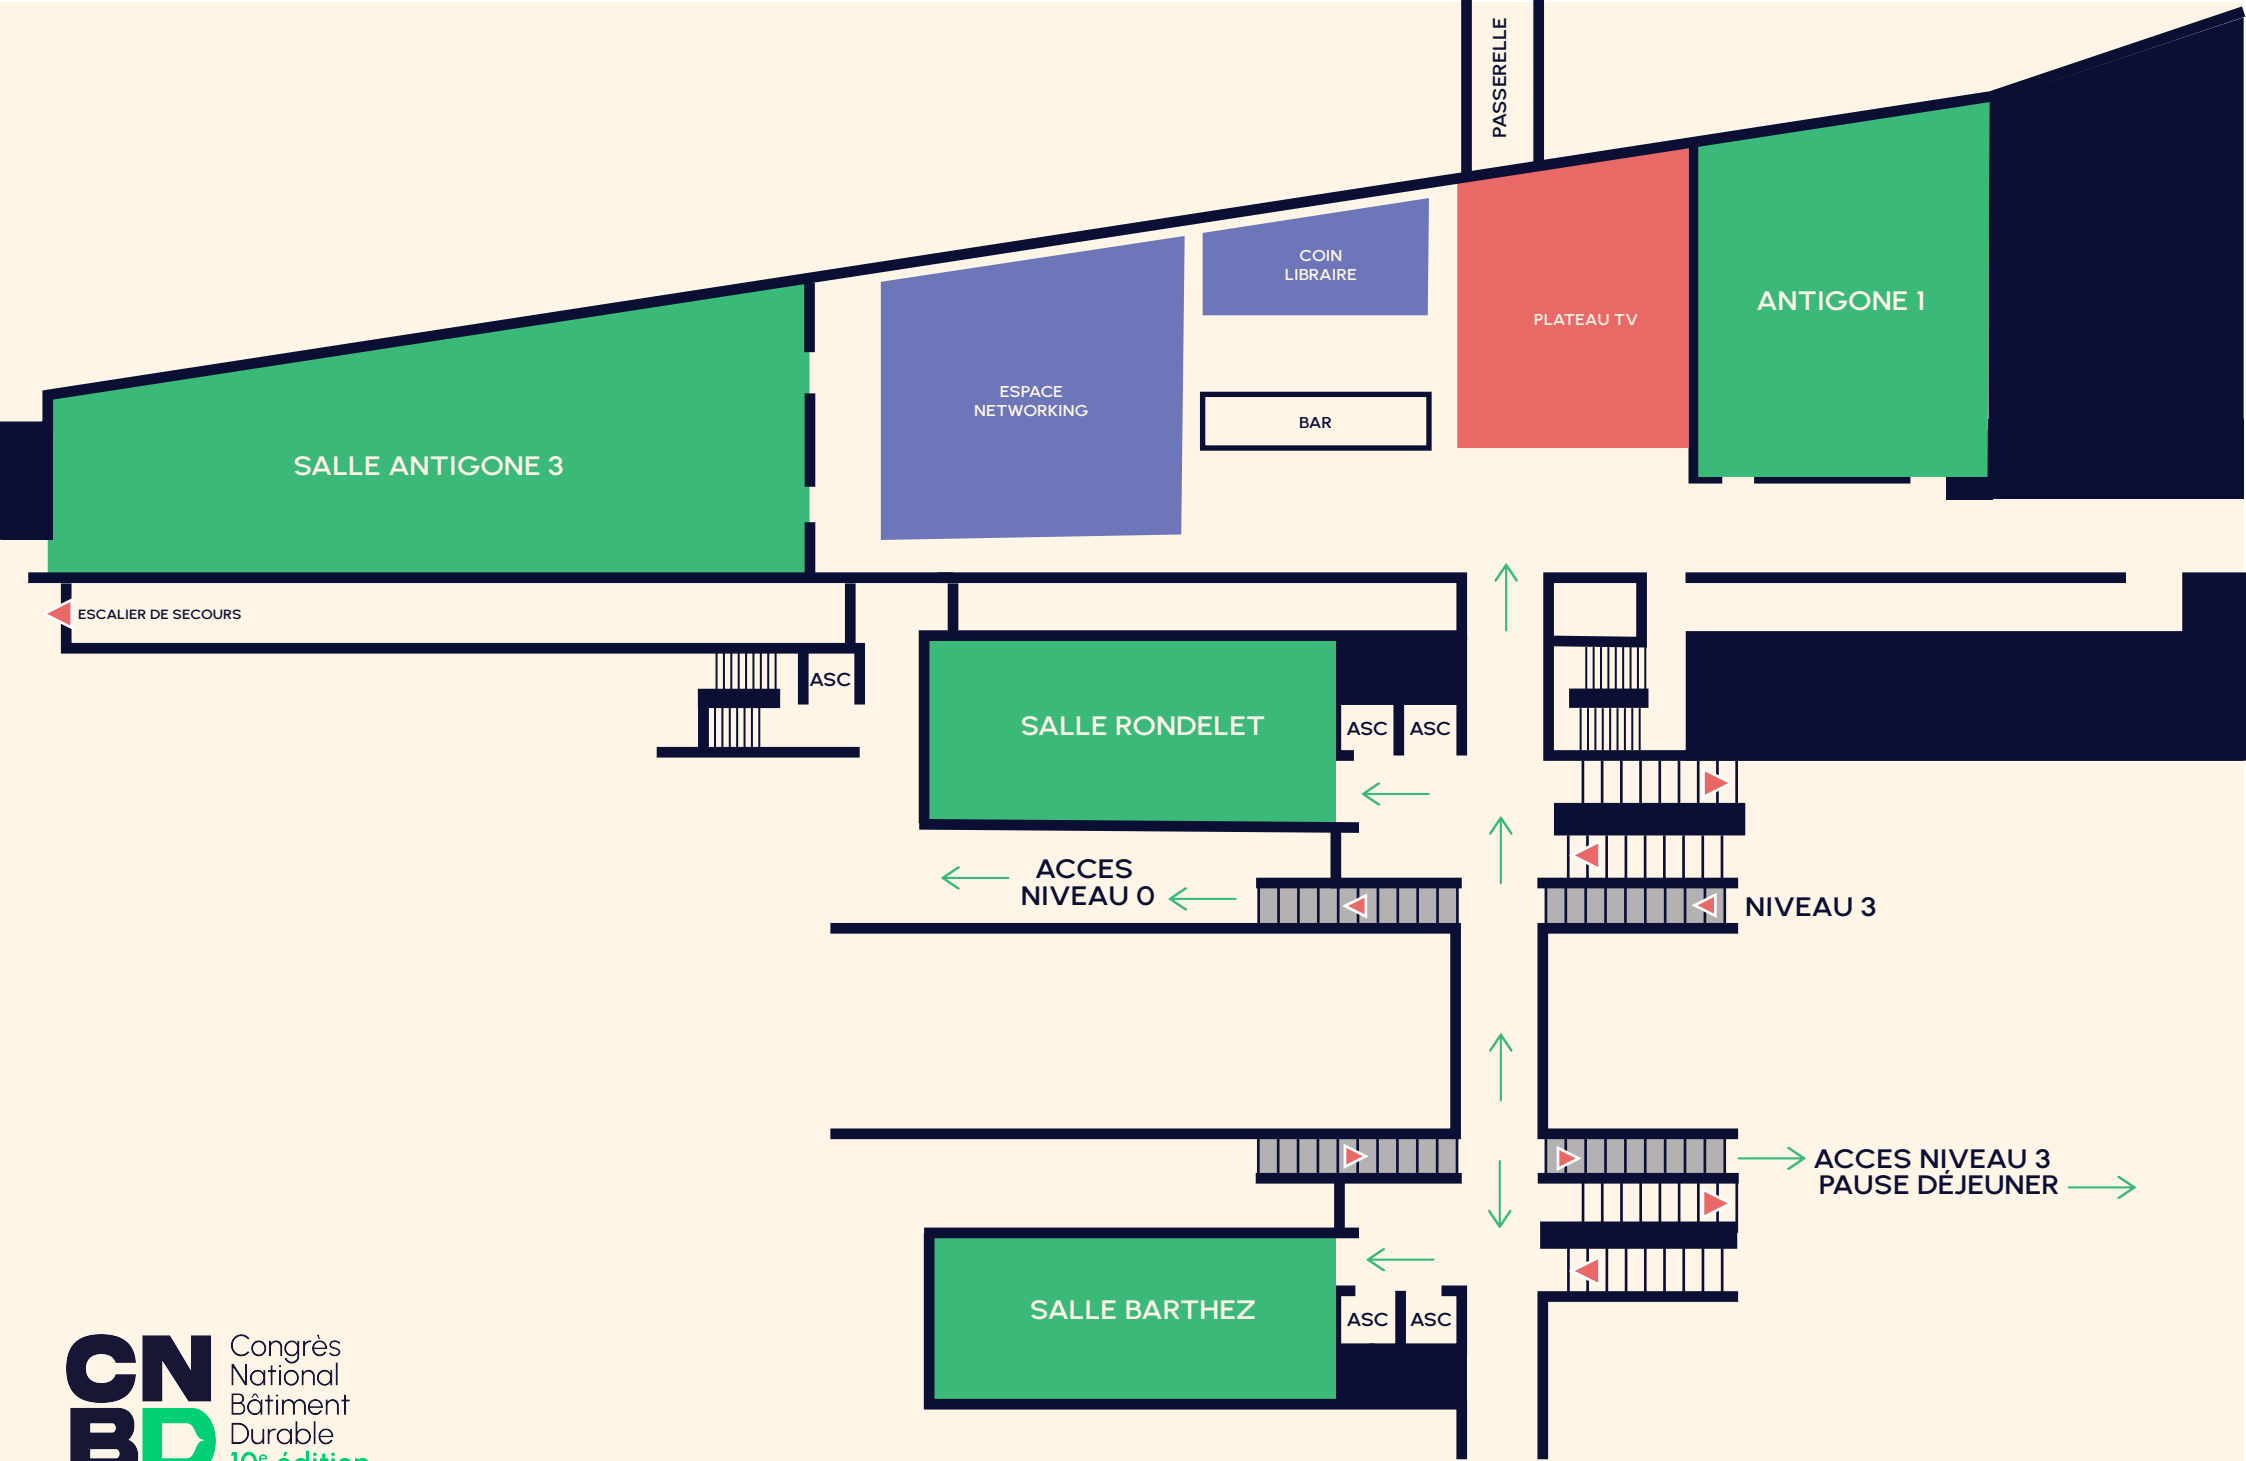 PASSERELLE
COIN
LIBRAIRE
ANTIGONE 1
PLATEAU TV
ESPACE
NETWORKING
BAR
SALLE ANTIGONE 3
ESCALIER DE SECOURS
ASC
SALLE RONDELET
ASC
ASC
ACCES
NIVEAU 0
NIVEAU 3
ACCES NIVEAU 3
PAUSE DÉJEUNER
SALLE BARTHEZ
ASC
ASC
CN
BD
Congrès
National
Bâtiment
Durable
10e édition